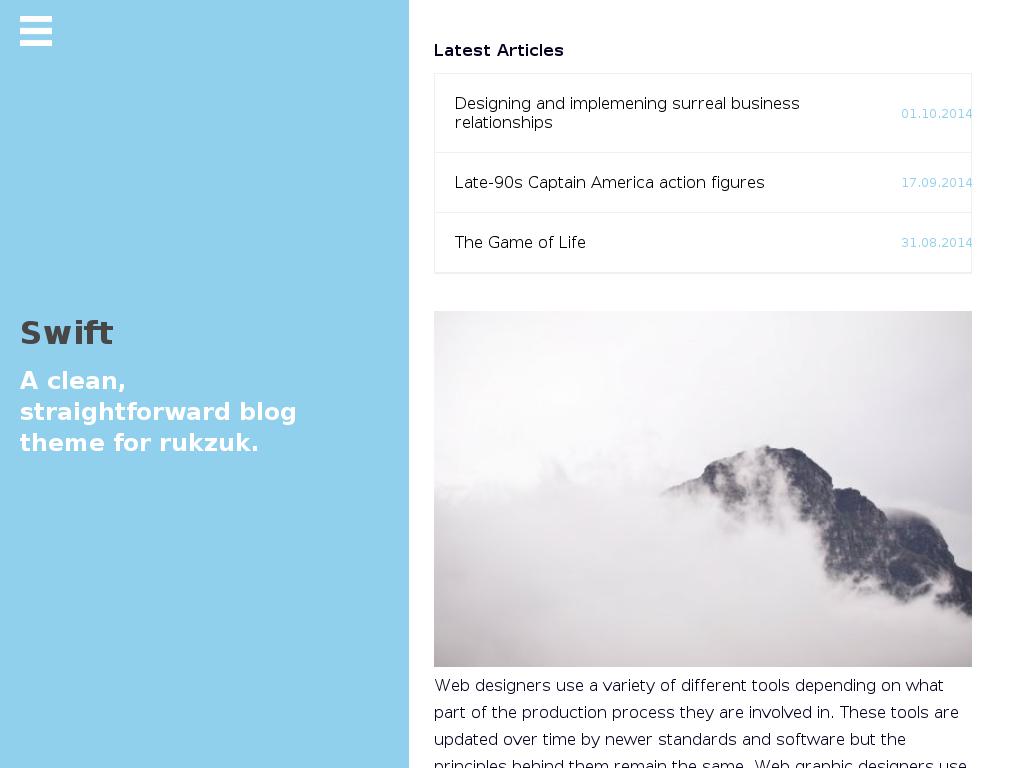 Swift
A clean,
straightforward blog
theme for rukzuk.
Latest Articles
Designing and implemening surreal business
relationships
01.10.2014
Late-90s Captain America action figures
17.09.2014
The Game of Life
31.08.2014
Web designers use a variety of different tools depending on what
part of the production process they are involved in. These tools are
updated over time by newer standards and software but the
principles behind them remain the same. Web graphic designers use